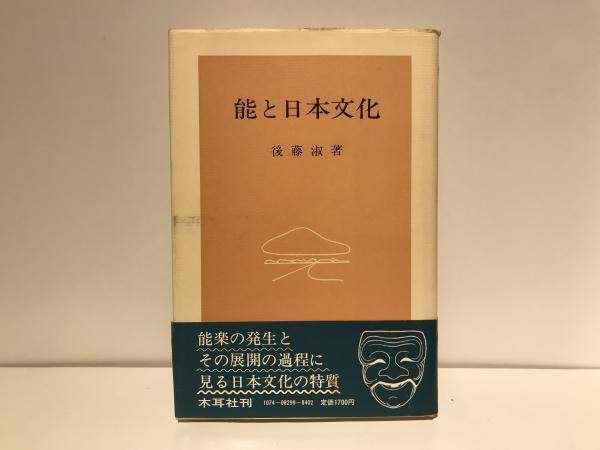 能と日本文化
後藤淑著
能楽の発生と
その展開の過程に
見る日本文化の特質
木耳社刊 1074-08299-8402 定価1700円